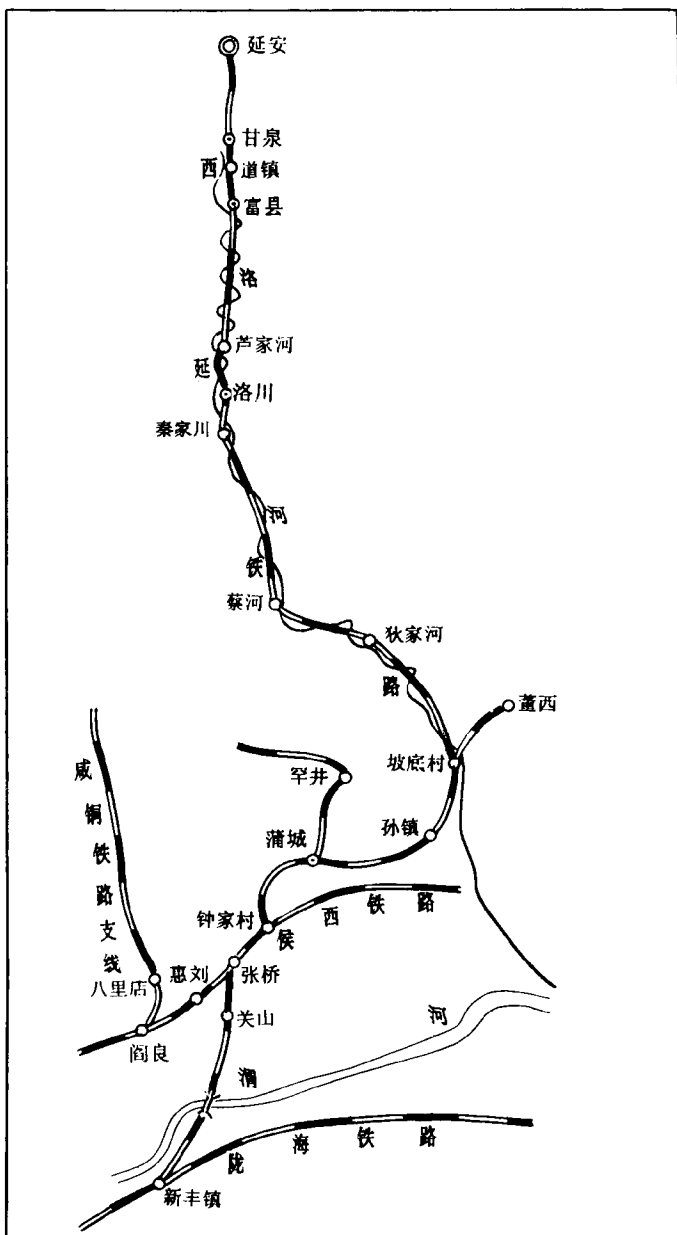 延安
甘泉
道镇
富县
芦家河
洛川
秦家川
蔡河
狄家河
董西
坡底村
罕井
孙镇
蒲城
钟家村
张桥
惠刘
八里店
阎良
关山
新丰镇
西延铁路
洛河
咸铜铁路支线
侯西铁路
渭河
陇海铁路